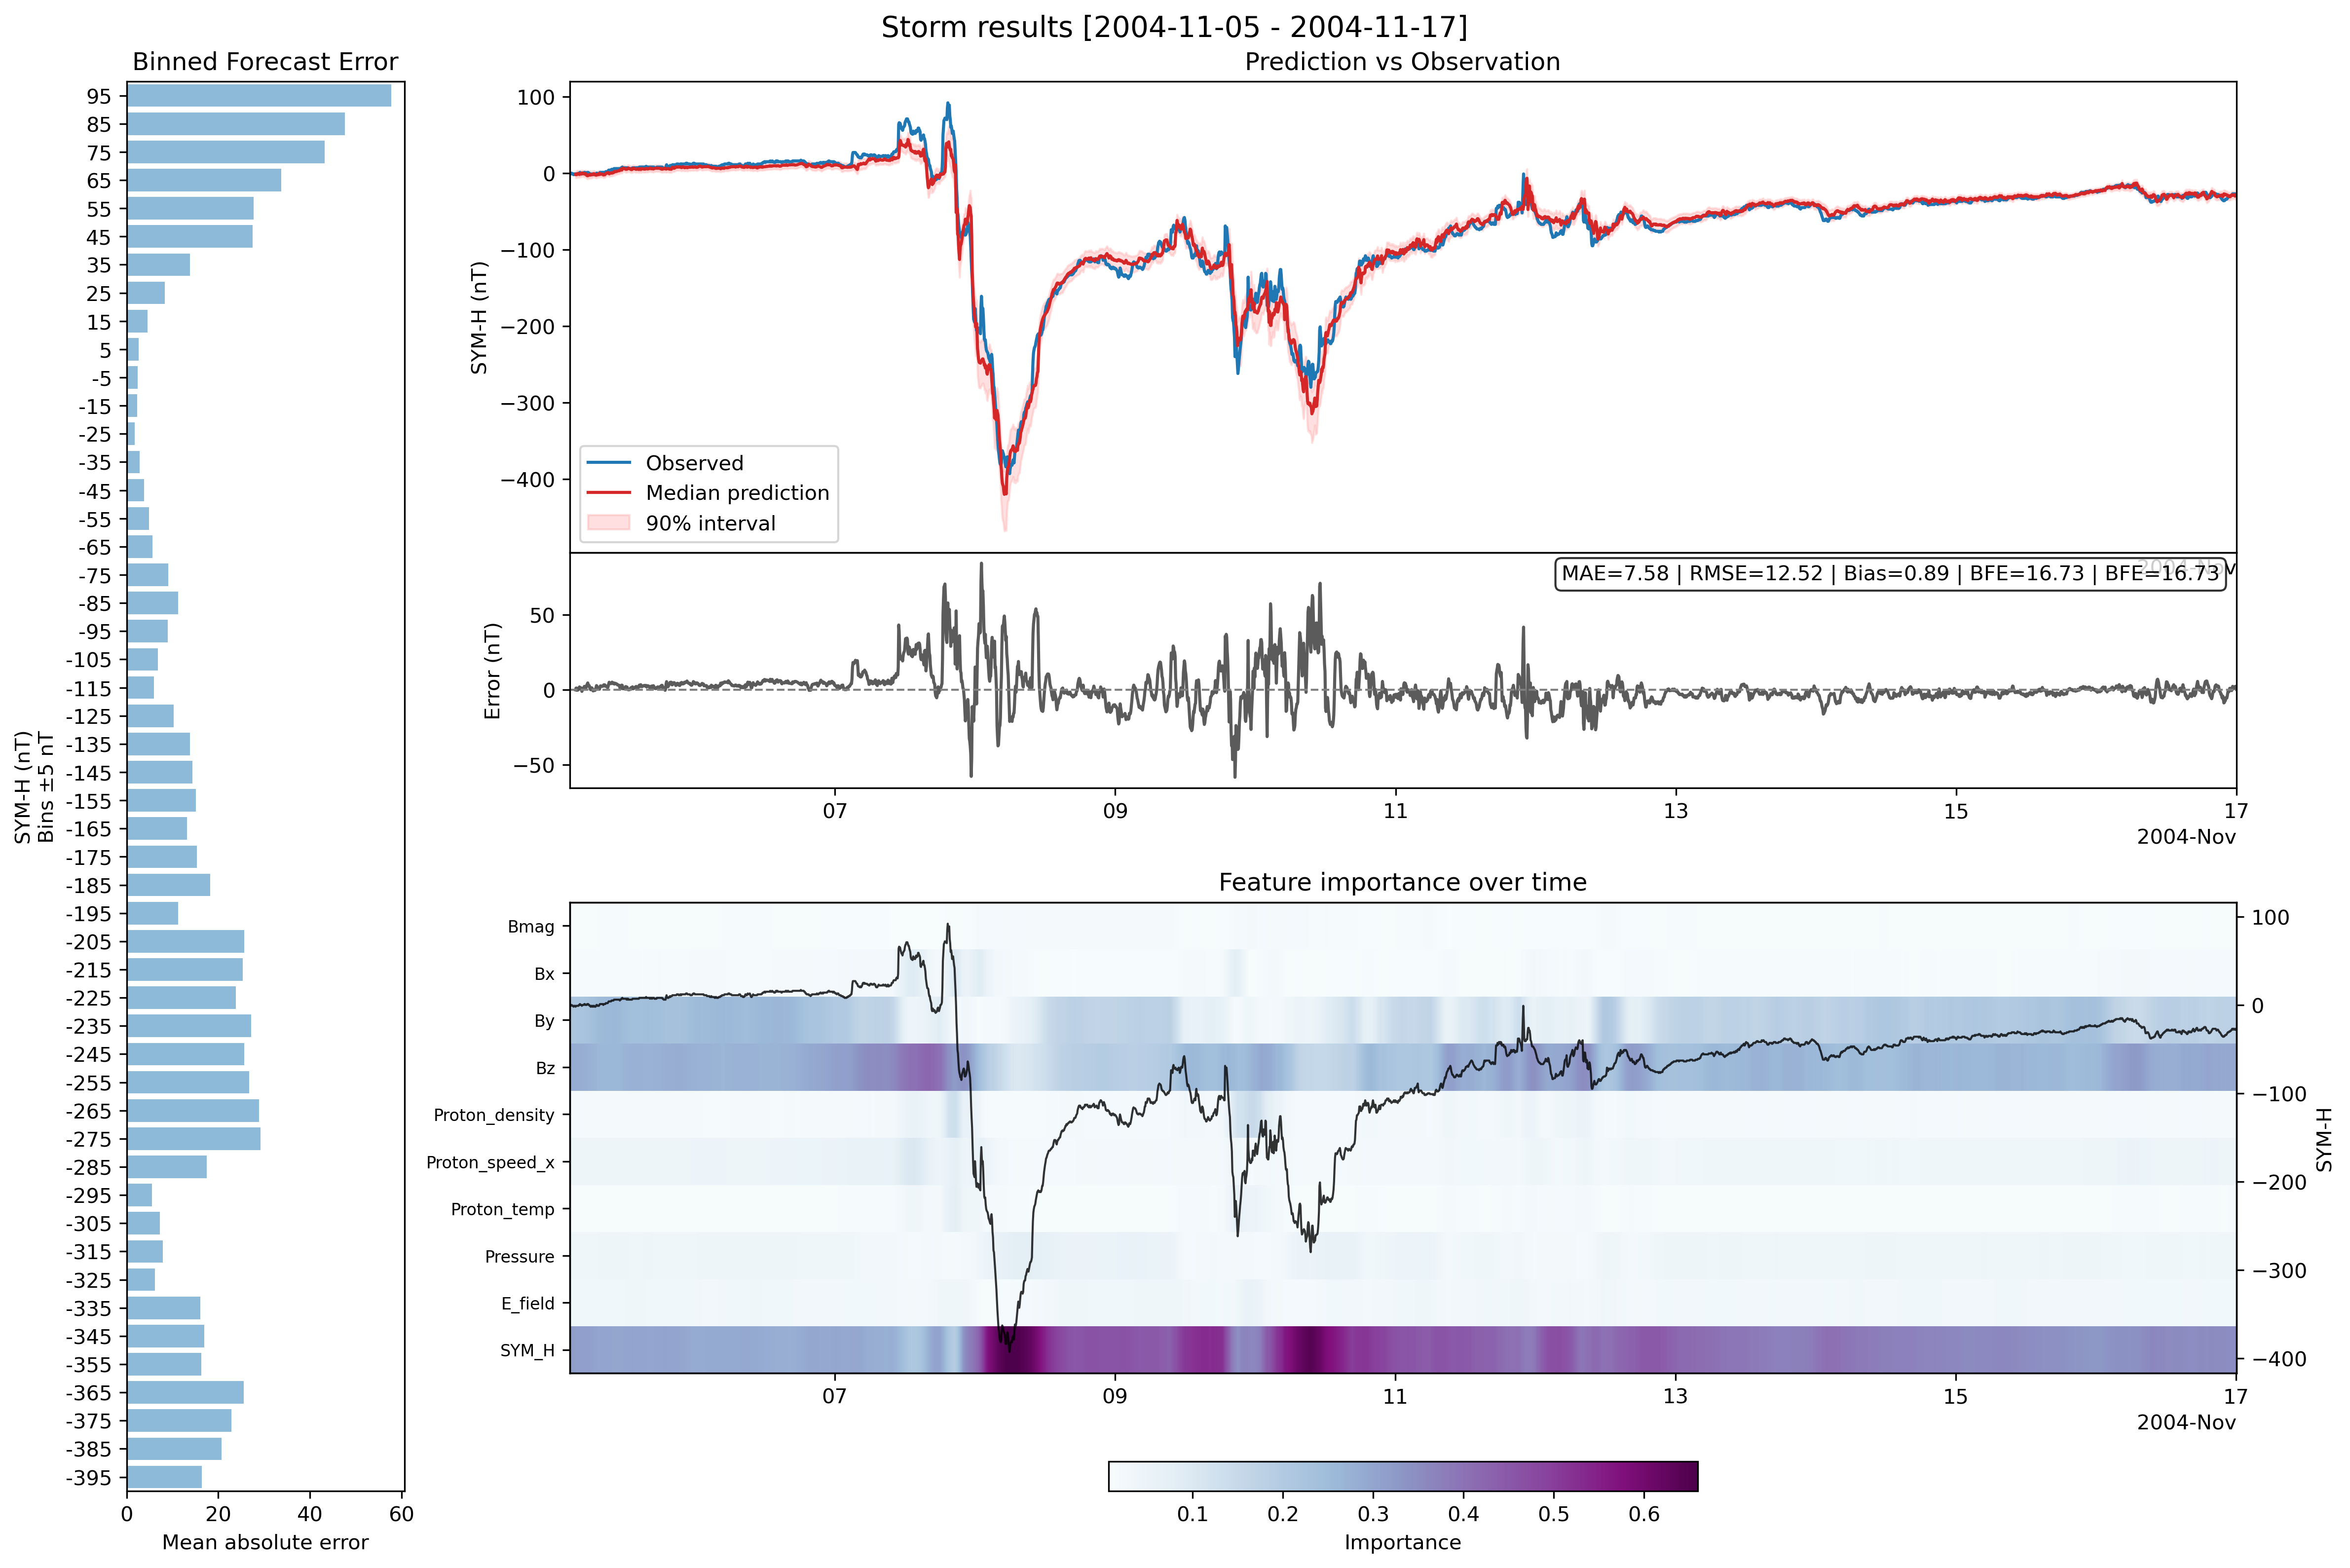 Storm results [2004-11-05 - 2004-11-17]
Binned Forecast Error
SYM-H (nT)
Bins ±5 nT
95
85
75
65
55
45
35
25
15
5
-5
-15
-25
-35
-45
-55
-65
-75
-85
-95
-105
-115
-125
-135
-145
-155
-165
-175
-185
-195
-205
-215
-225
-235
-245
-255
-265
-275
-285
-295
-305
-315
-325
-335
-345
-355
-365
-375
-385
-395
0 20 40 60
Mean absolute error
Prediction vs Observation
SYM-H (nT)
100
0
−100
−200
−300
−400
Observed
Median prediction
90% interval
2004-Nov
MAE=7.58 | RMSE=12.52 | Bias=0.89 | BFE=16.73 | BFE=16.73
Error (nT)
50
0
−50
07 09 11 13 15 17
2004-Nov
Feature importance over time
Bmag
Bx
By
Bz
Proton_density
Proton_speed_x
Proton_temp
Pressure
E_field
SYM_H
100
0
−100
−200
−300
−400
SYM-H
07 09 11 13 15 17
2004-Nov
0.1 0.2 0.3 0.4 0.5 0.6
Importance